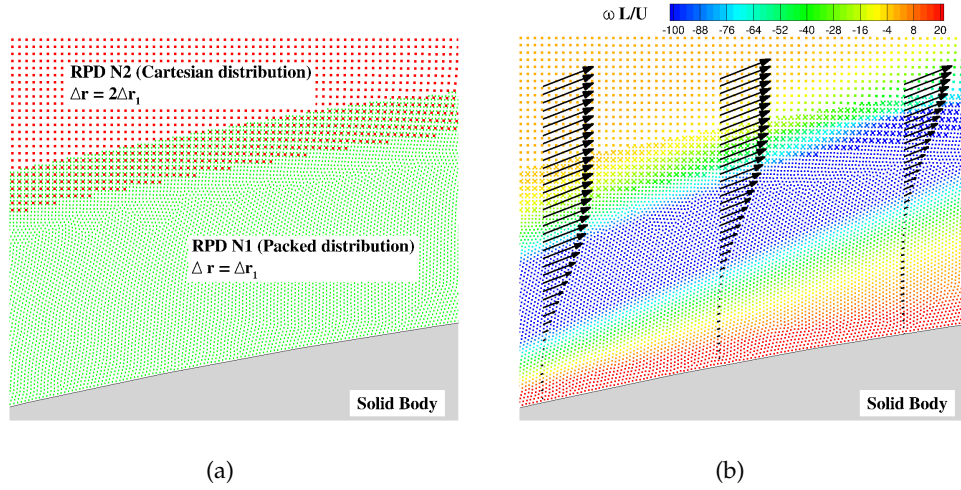 RPD N2 (Cartesian distribution)
Δr = 2Δr1
RPD N1 (Packed distribution)
Δ r = Δr1
Solid Body
(a)
ω L/U
-100 -88 -76 -64 -52 -40 -28 -16 -4 8 20
Solid Body
(b)